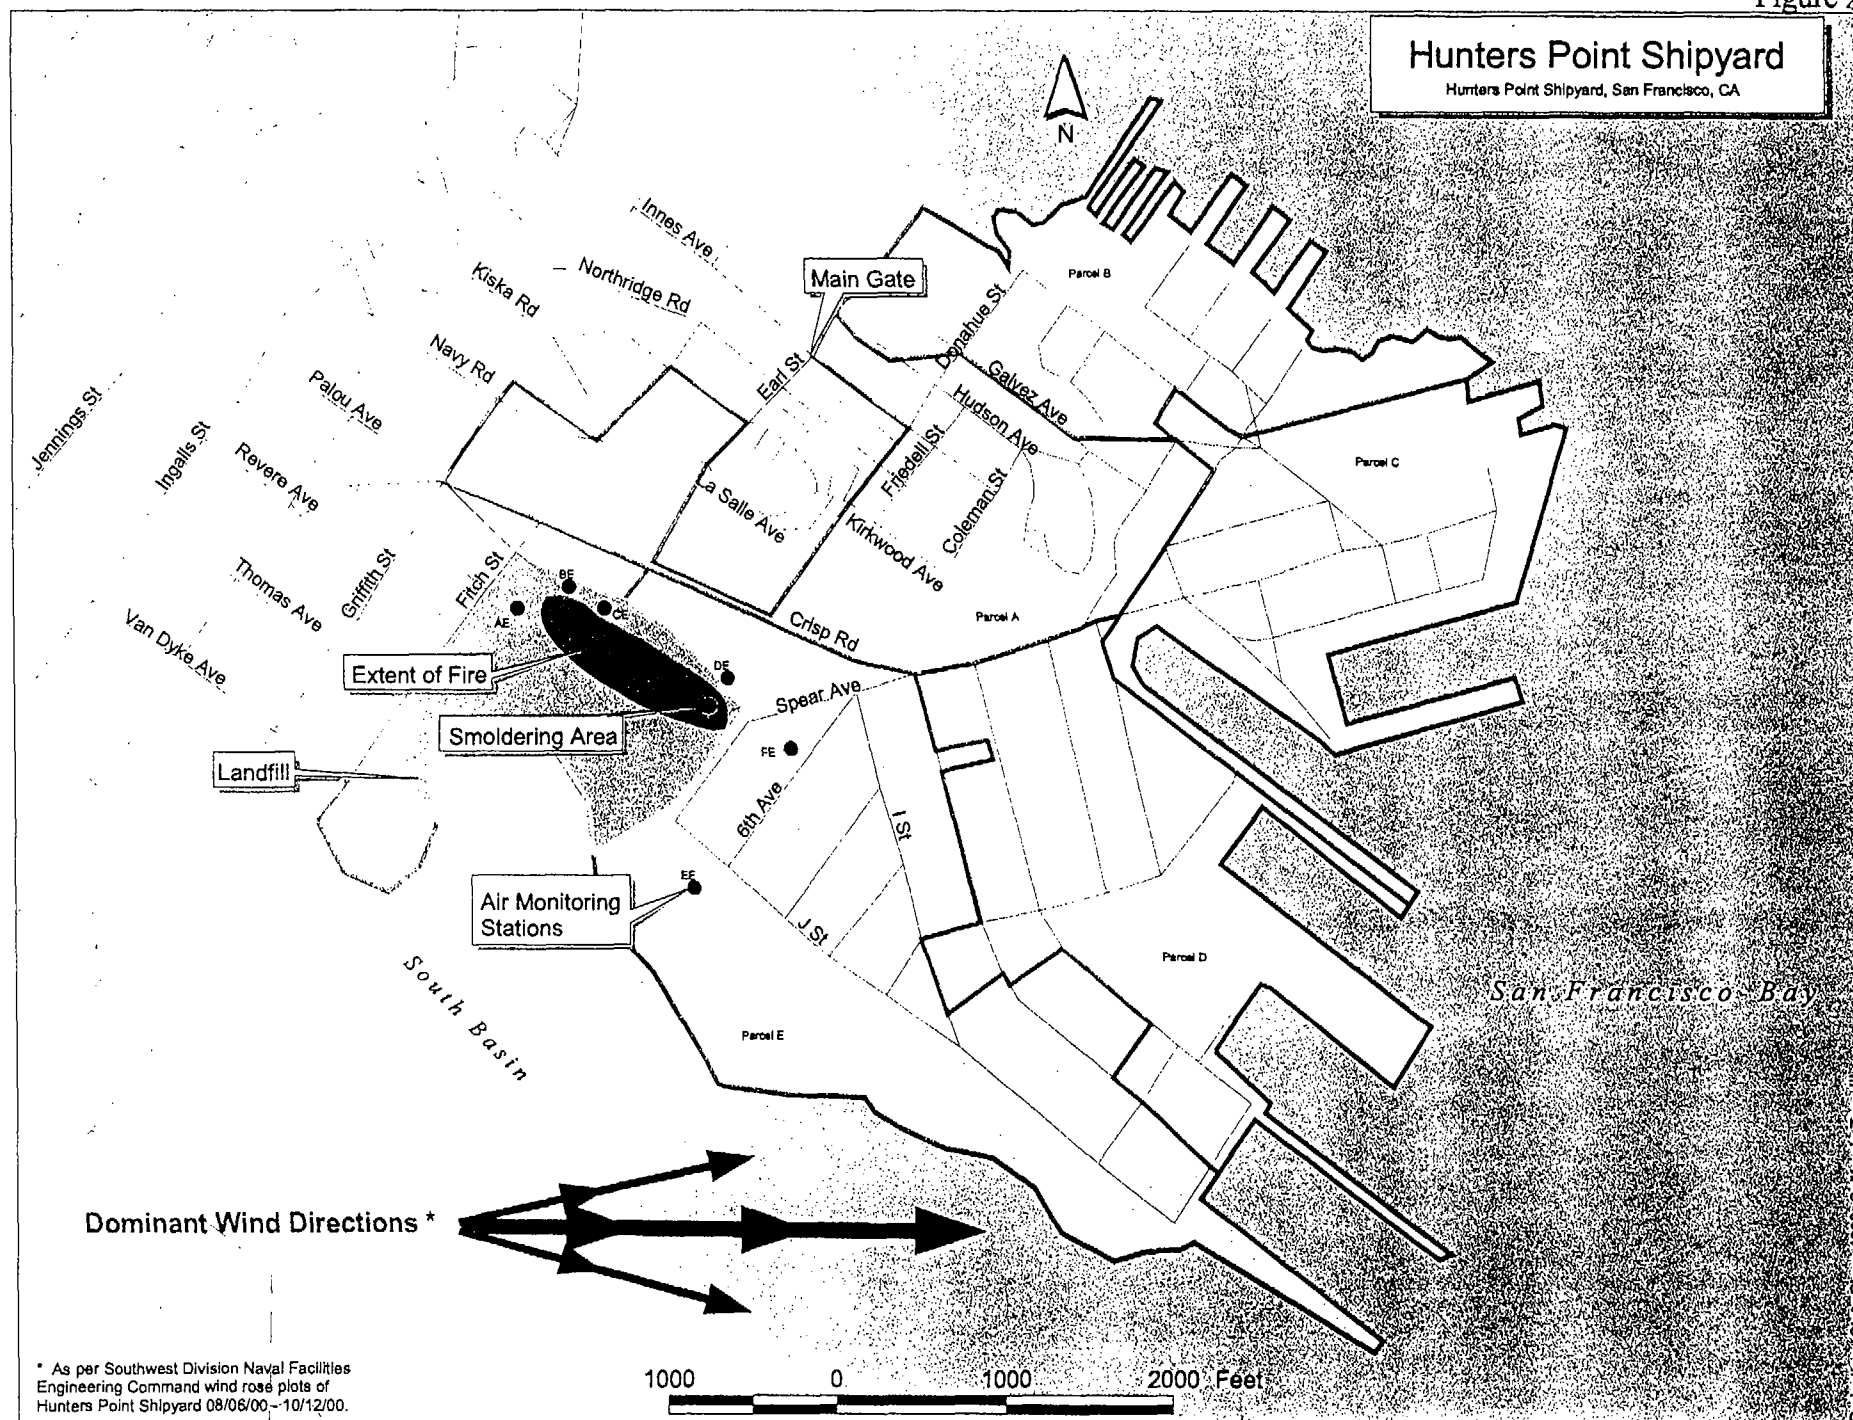 Figure
Hunters Point Shipyard
Hunters Point Shipyard, San Francisco, CA
N
Innes Ave
Northridge Rd
Kiska Rd
Main Gate
Parcel B
Donahue St
Navy Rd
Earl St
Galvez Ave
Palou Ave
Hudson Ave
Jennings St
Ingalls St
Friedell St
Revere Ave
Parcel C
La Salle Ave
Coleman St
Kirkwood Ave
Fitch St
Griffith St
Thomas Ave
BE
AE
CE
Parcel A
Crisp Rd
Van Dyke Ave
Extent of Fire
DE
Spear Ave
Smoldering Area
FE
Landfill
6th Ave
I St
EE
Air Monitoring
Stations
J St
Parcel D
South Basin
San Francisco Bay
Parcel E
Dominant Wind Directions *
* As per Southwest Division Naval Facilities
Engineering Command wind rose plots of
Hunters Point Shipyard 08/06/00 - 10/12/00.
1000 0 1000 2000 Feet